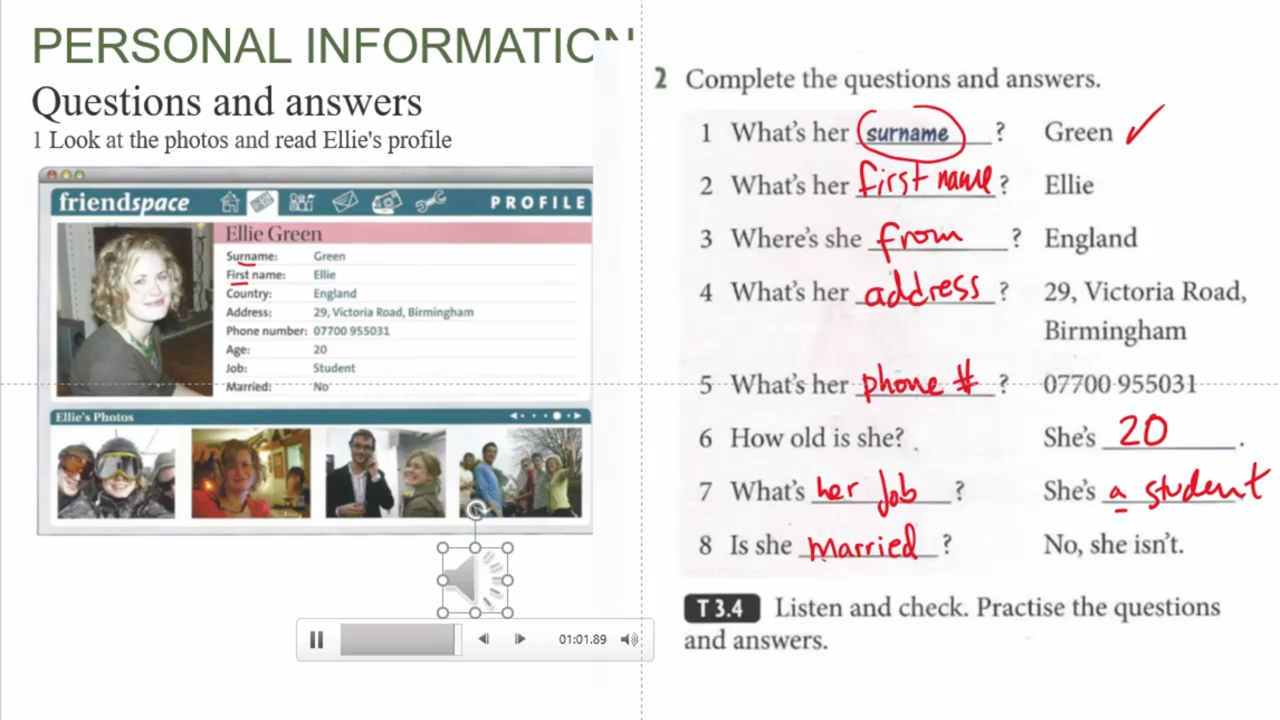 PERSONAL INFORMATION
Questions and answers
1 Look at the photos and read Ellie's profile
friendspace PROFILE
Ellie Green
Surname: Green
First name: Ellie
Country: England
Address: 29, Victoria Road, Birmingham
Phone number: 07700 955031
Age: 20
Job: Student
Married: No
Ellie's Photos
01:01.89
2 Complete the questions and answers.
1 What's her surname ? Green
2 What's her first name ? Ellie
3 Where's she from ? England
4 What's her address ? 29, Victoria Road,
Birmingham
5 What's her phone # ? 07700 955031
6 How old is she? She's 20 .
7 What's her Job ? She's a student
8 Is she married ? No, she isn't.
T 3.4 Listen and check. Practise the questions
and answers.